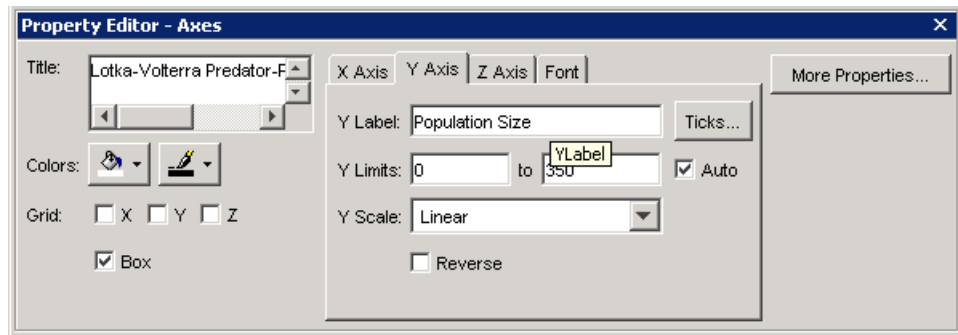 Property Editor - Axes
Title: Lotka-Volterra Predator-P
X Axis Y Axis Z Axis Font
More Properties...
Y Label: Population Size Ticks...
YLabel
Colors:
Y Limits: 0 to 350 Auto
Grid: X Y Z
Y Scale: Linear
Box
Reverse